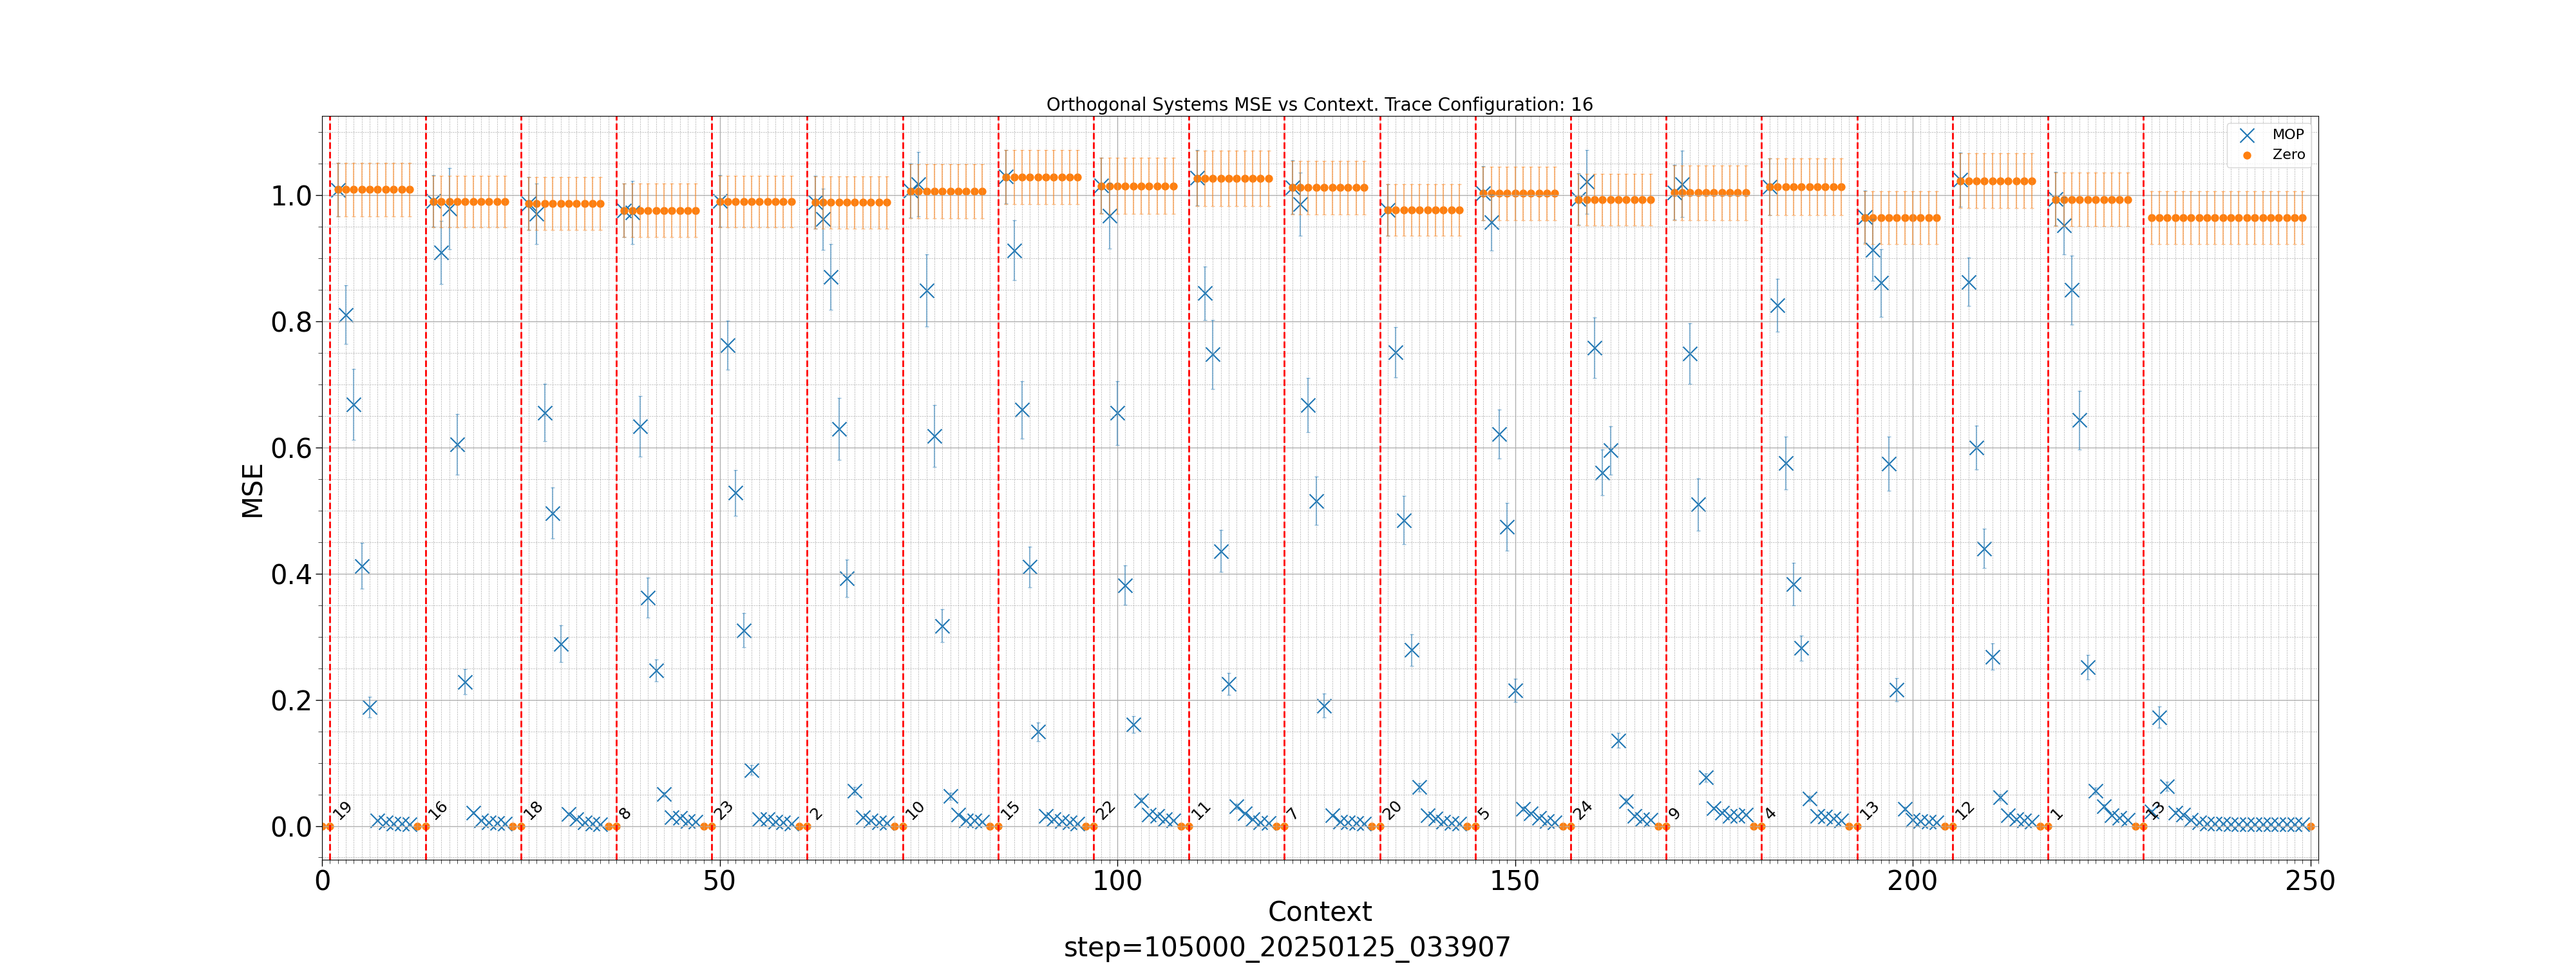 Orthogonal Systems MSE vs Context. Trace Configuration: 16
MOP
Zero
MSE
1.0
0.8
0.6
0.4
0.2
0.0
19 16 18 8 23 2 10 15 22 11 7 20 5 24 9 4 13 12 1 13
0 50 100 150 200 250
Context
step=105000_20250125_033907